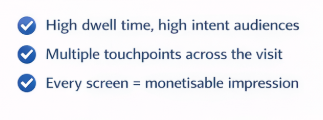 High dwell time, high intent audiences
Multiple touchpoints across the visit
Every screen = monetisable impression